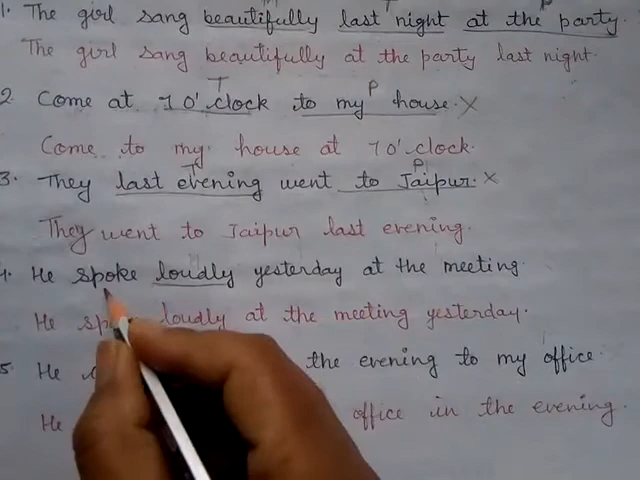 1. The girl sang beautifully last night at the party.
The girl sang beautifully at the party last night.
2. Come at 7 O'clock to my house. X
Come to my house at 7 O'clock.
3. They last evening went to Jaipur. X
They went to Jaipur last evening.
4. He spoke loudly yesterday at the meeting.
He loudly at the meeting yesterday.
5. He the evening to my office.
He office in the evening.